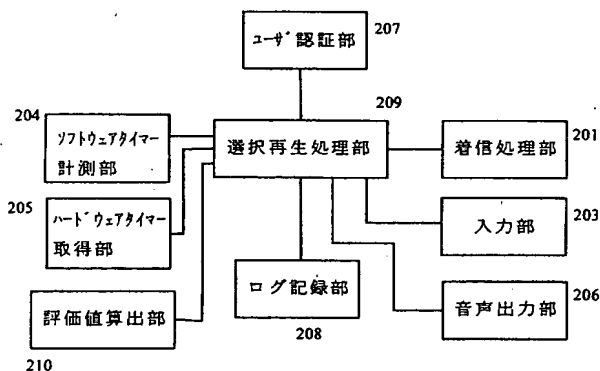 ユーザ認証部
207
204
ソフトウェアタイマー
計測部
209
選択再生処理部
201
着信処理部
205
ハードウェアタイマー
取得部
入力部
203
ログ記録部
208
音声出力部
206
評価値算出部
210